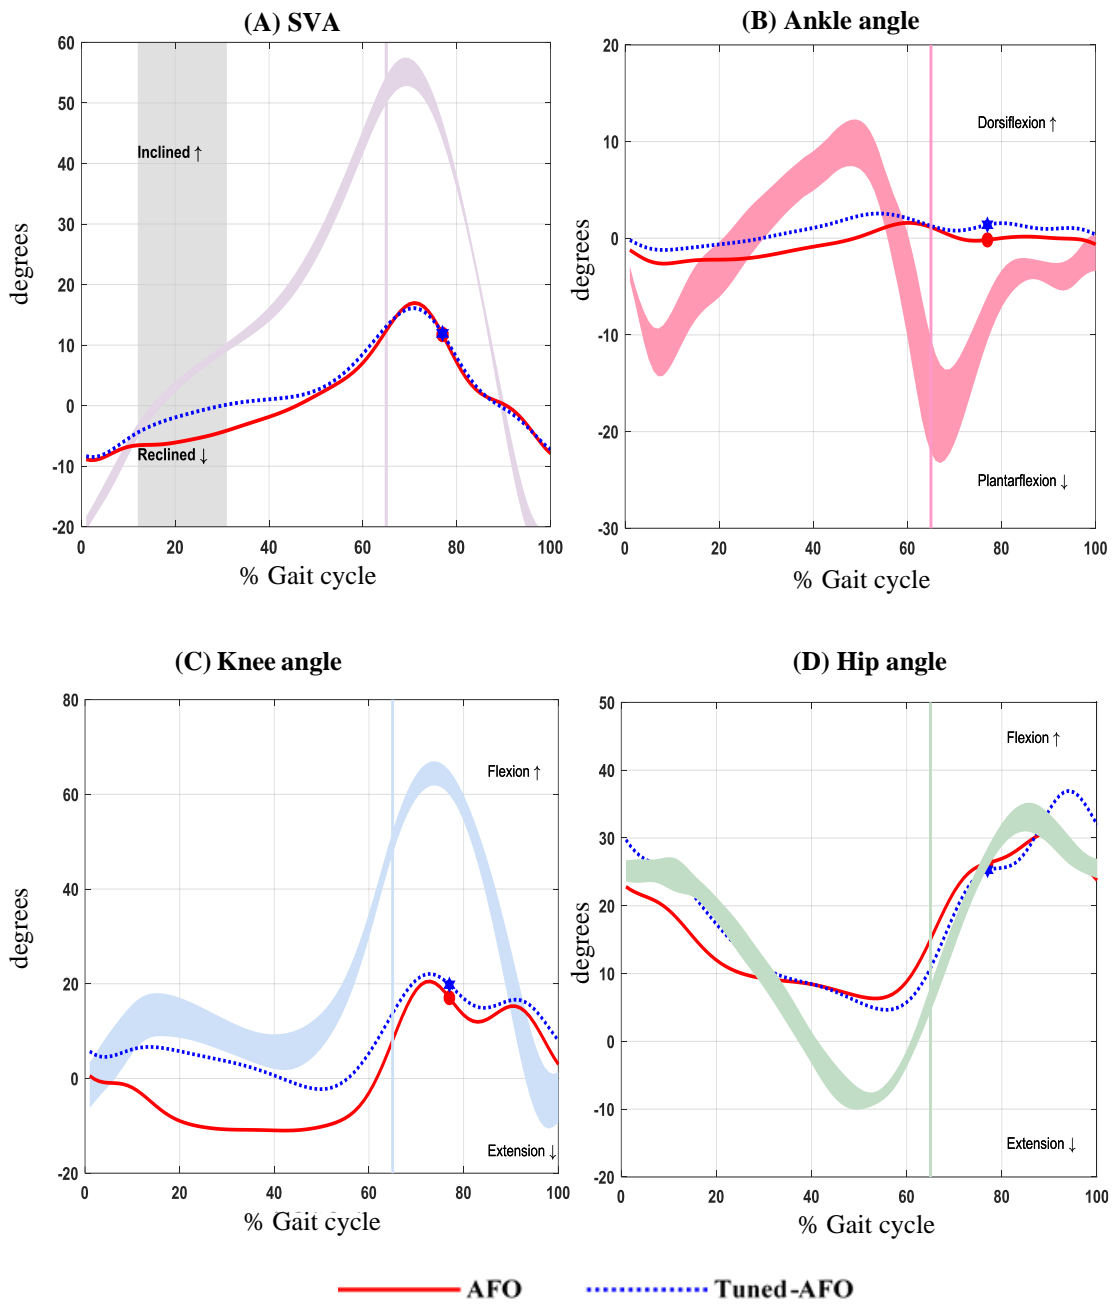 (A) SVA
60
50
40
30
20
10
0
-10
-20
degrees
Inclined ↑
Reclined ↓
0 20 40 60 80 100
% Gait cycle
(B) Ankle angle
20
10
0
-10
-20
-30
degrees
Dorsiflexion ↑
Plantarflexion ↓
0 20 40 60 80 100
% Gait cycle
(C) Knee angle
80
60
40
20
0
-20
degrees
Flexion ↑
Extension ↓
0 20 40 60 80 100
% Gait cycle
(D) Hip angle
50
40
30
20
10
0
-10
-20
degrees
Flexion ↑
Extension ↓
0 20 40 60 80 100
% Gait cycle
AFO Tuned-AFO